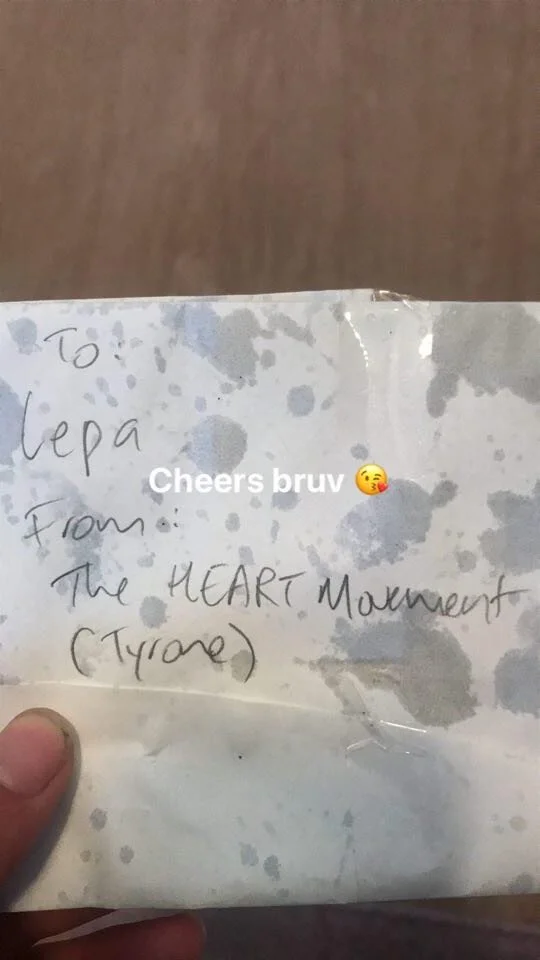 To:
Lepa
Cheers bruv 😘
From:
The HEART Movement
(Tyrone)